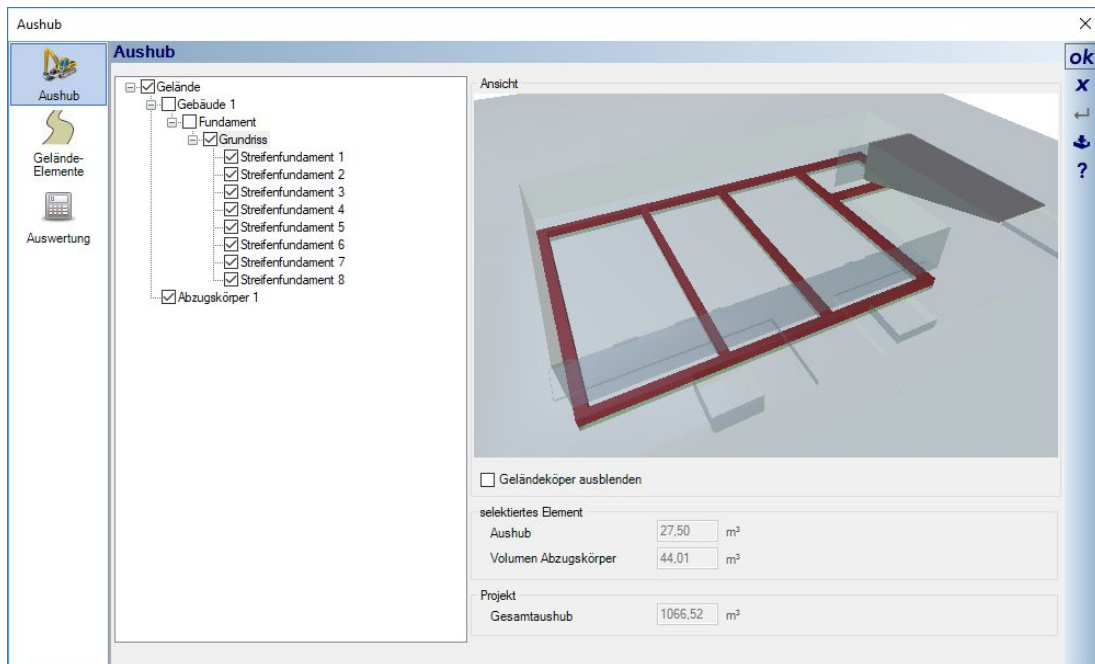 Aushub
Aushub
Gelände-
Elemente
Auswertung
Aushub
Gelände
Gebäude 1
Fundament
Grundriss
Streifenfundament 1
Streifenfundament 2
Streifenfundament 3
Streifenfundament 4
Streifenfundament 5
Streifenfundament 6
Streifenfundament 7
Streifenfundament 8
Abzugskörper 1
Ansicht
Geländeköper ausblenden
selektiertes Element
Aushub 27,50 m³
Volumen Abzugskörper 44,01 m³
Projekt
Gesamtaushub 1066,52 m³
ok
x
?